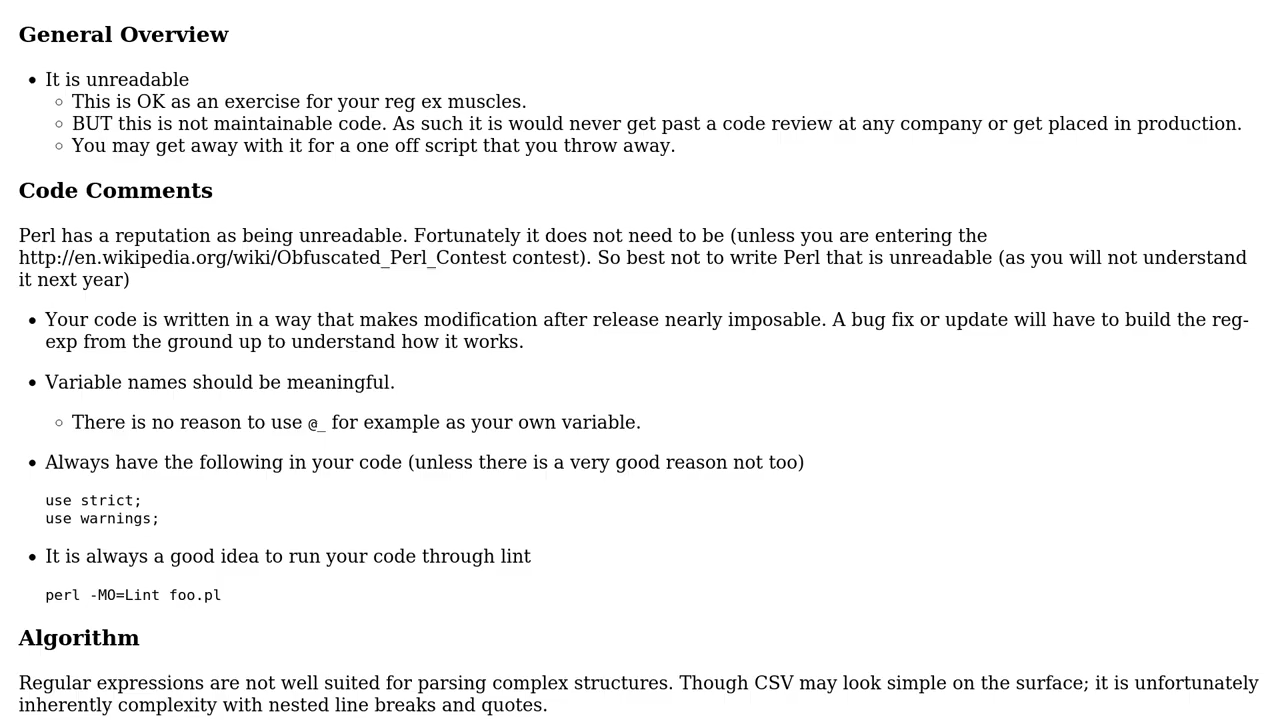 General Overview
• It is unreadable
◦ This is OK as an exercise for your reg ex muscles.
◦ BUT this is not maintainable code. As such it is would never get past a code review at any company or get placed in production.
◦ You may get away with it for a one off script that you throw away.
Code Comments
Perl has a reputation as being unreadable. Fortunately it does not need to be (unless you are entering the
http://en.wikipedia.org/wiki/Obfuscated_Perl_Contest contest). So best not to write Perl that is unreadable (as you will not understand
it next year)
• Your code is written in a way that makes modification after release nearly imposable. A bug fix or update will have to build the reg-
exp from the ground up to understand how it works.
• Variable names should be meaningful.
◦ There is no reason to use @_ for example as your own variable.
• Always have the following in your code (unless there is a very good reason not too)
use strict;
use warnings;
• It is always a good idea to run your code through lint
perl -MO=Lint foo.pl
Algorithm
Regular expressions are not well suited for parsing complex structures. Though CSV may look simple on the surface; it is unfortunately
inherently complexity with nested line breaks and quotes.